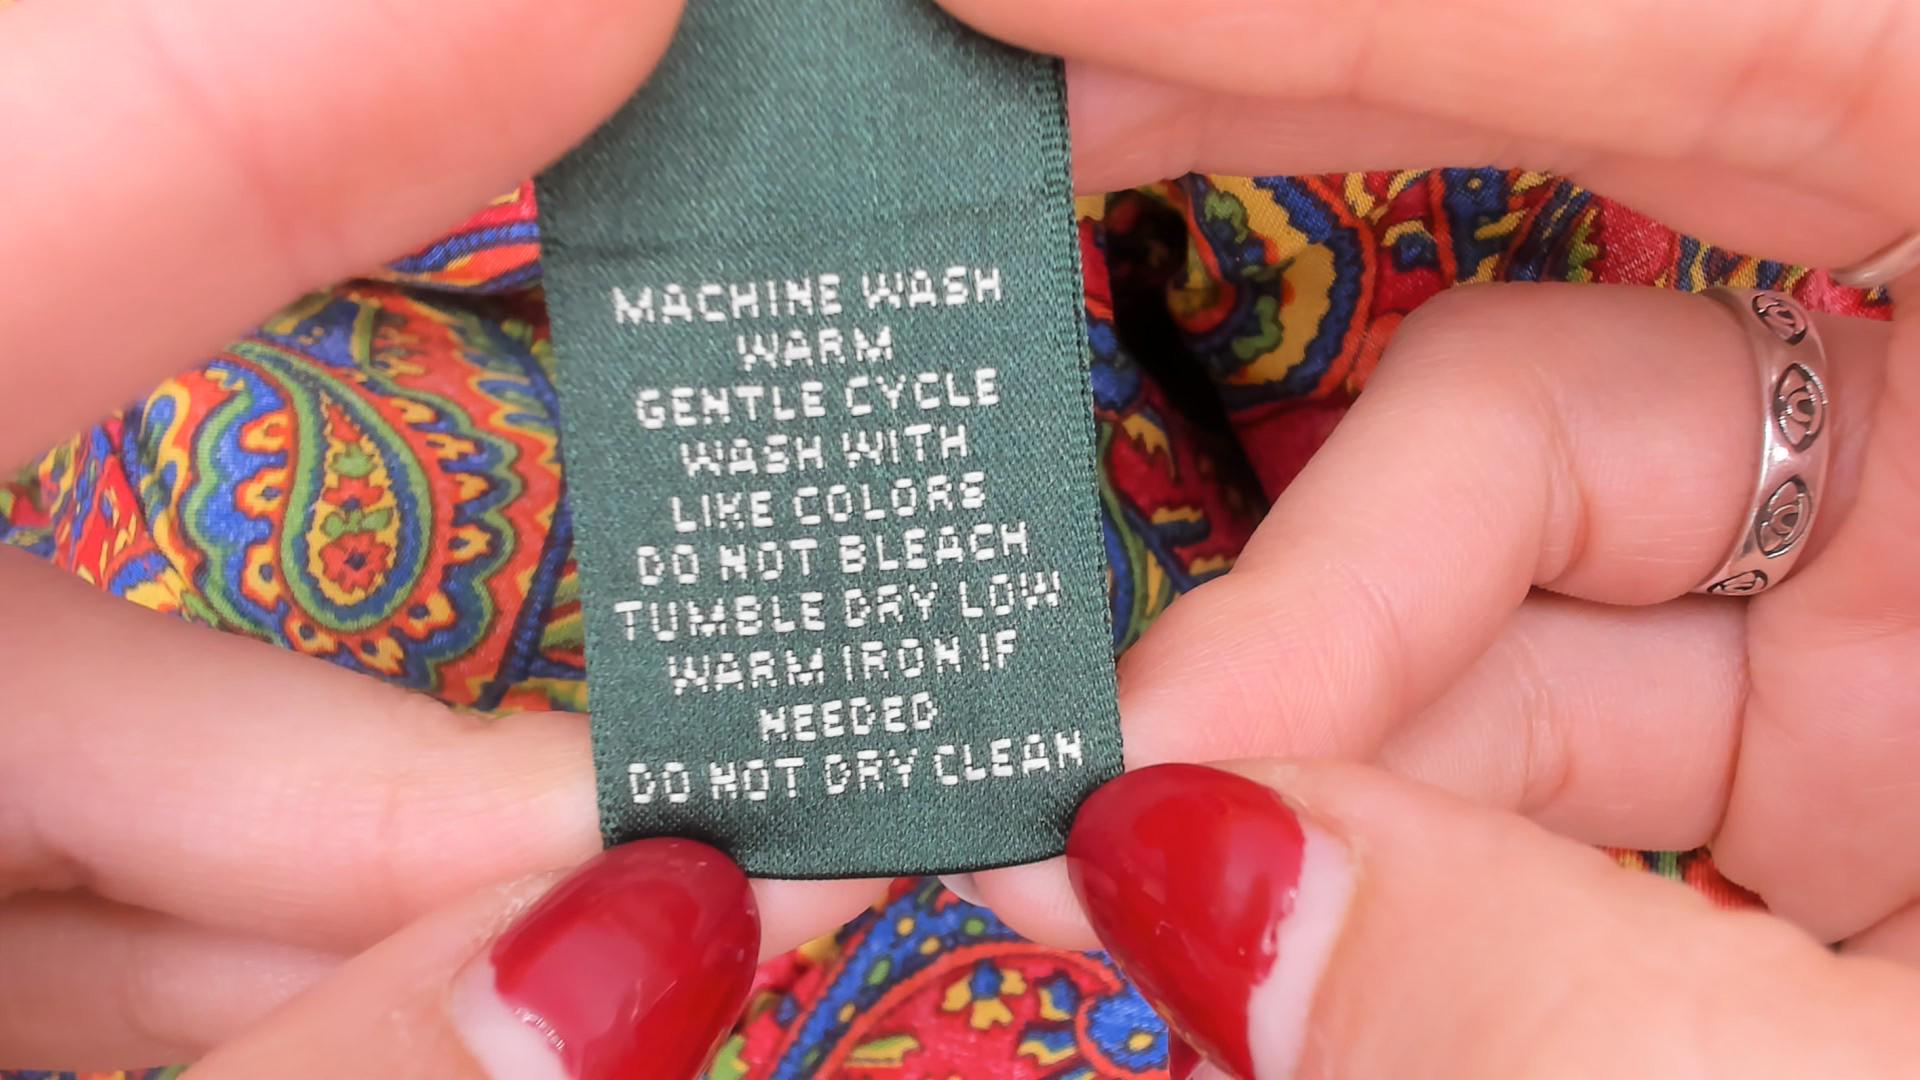 MACHINE WASH
WARM
GENTLE CYCLE
WASH WITH
LIKE COLORS
DO NOT BLEACH
TUMBLE DRY LOW
WARM IRON IF
NEEDED
DO NOT DRY CLEAN